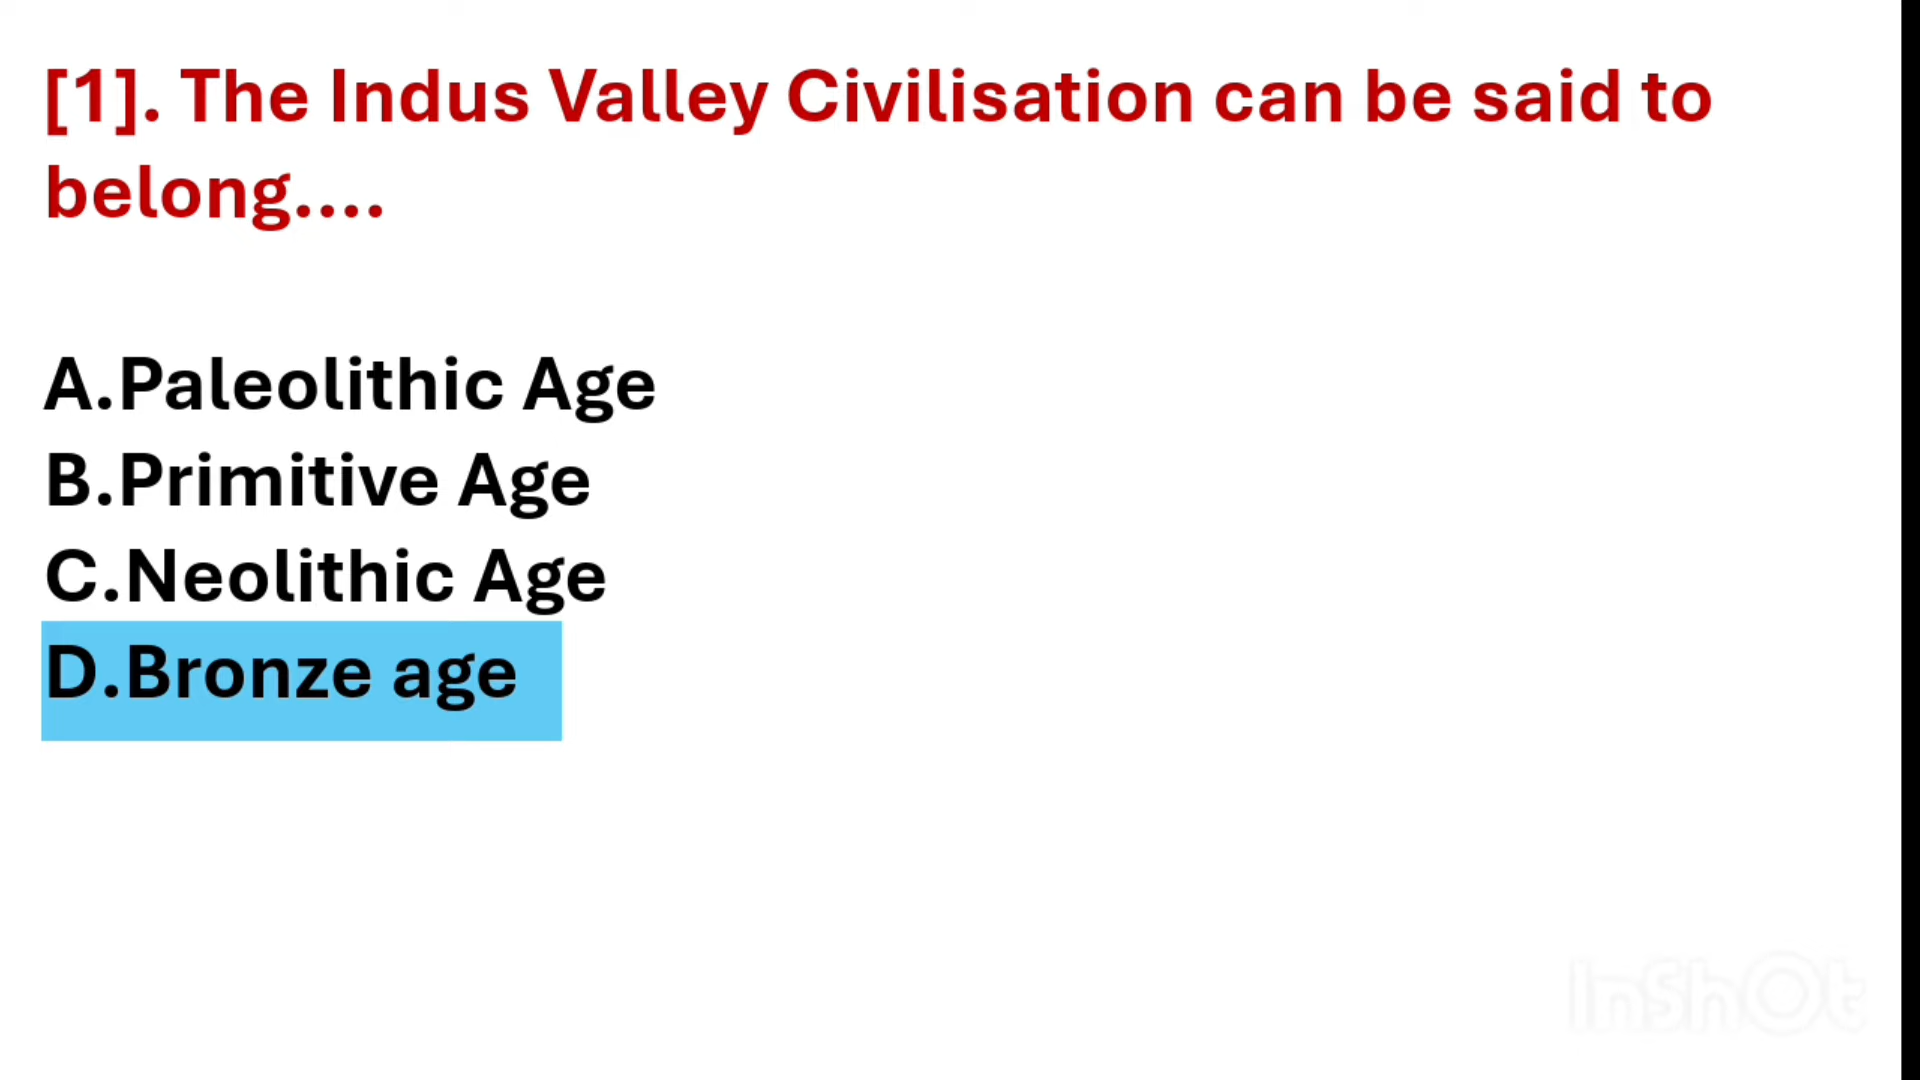 [1]. The Indus Valley Civilisation can be said to
belong....
A.Paleolithic Age
B.Primitive Age
C.Neolithic Age
D.Bronze age
InShOt